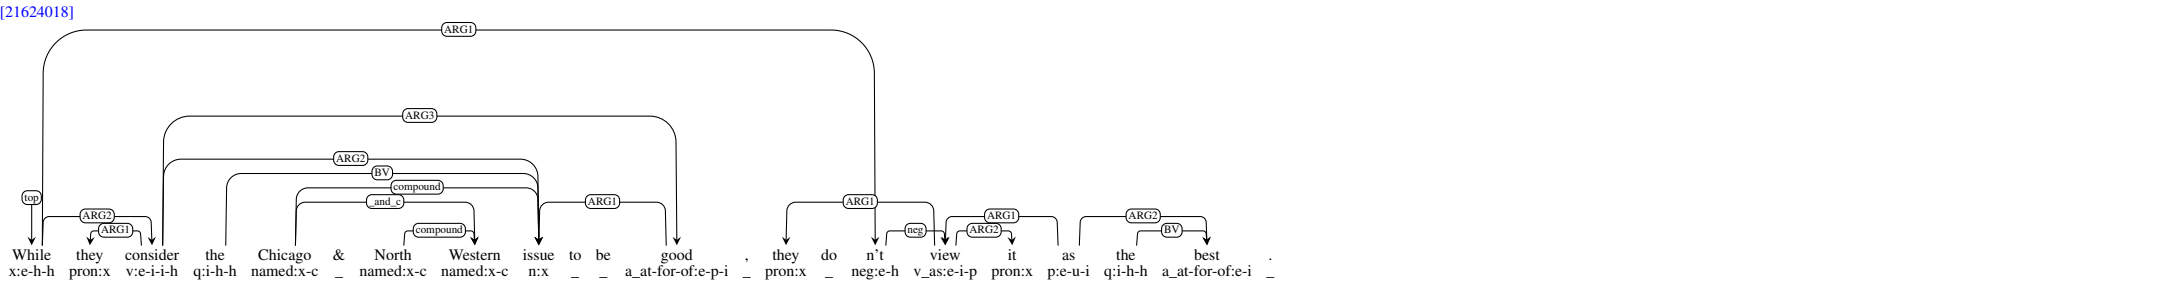 [21624018]
ARG1
ARG3
ARG2
BV
compound
top _and_c ARG1 ARG1
ARG2 ARG1 ARG2
ARG1 compound neg ARG2 BV
While they consider the Chicago & North Western issue to be good , they do n't view it as the best .
x:e-h-h pron:x v:e-i-i-h q:i-h-h named:x-c _ named:x-c named:x-c n:x _ _ a_at-for-of:e-p-i _ pron:x _ neg:e-h v_as:e-i-p pron:x p:e-u-i q:i-h-h a_at-for-of:e-i _